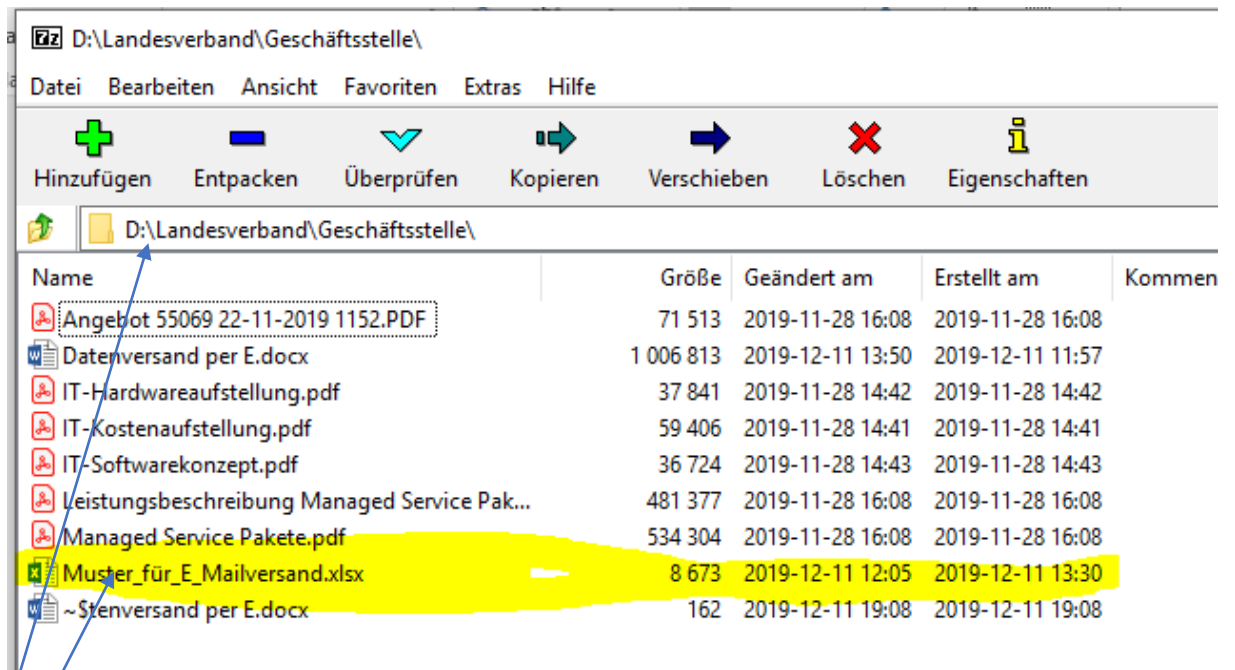 7z D:\Landesverband\Geschäftsstelle\
Datei Bearbeiten Ansicht Favoriten Extras Hilfe
Hinzufügen Entpacken Überprüfen Kopieren Verschieben Löschen Eigenschaften
D:\Landesverband\Geschäftsstelle\
Name Größe Geändert am Erstellt am Kommen
Angebot 55069 22-11-2019 1152.PDF 71 513 2019-11-28 16:08 2019-11-28 16:08
Datenversand per E.docx 1 006 813 2019-12-11 13:50 2019-12-11 11:57
IT-Hardwareaufstellung.pdf 37 841 2019-11-28 14:42 2019-11-28 14:42
IT-Kostenaufstellung.pdf 59 406 2019-11-28 14:41 2019-11-28 14:41
IT-Softwarekonzept.pdf 36 724 2019-11-28 14:43 2019-11-28 14:43
Leistungsbeschreibung Managed Service Pak... 481 377 2019-11-28 16:08 2019-11-28 16:08
Managed Service Pakete.pdf 534 304 2019-11-28 16:08 2019-11-28 16:08
Muster_für_E_Mailversand.xlsx 8 673 2019-12-11 12:05 2019-12-11 13:30
~$tenversand per E.docx 162 2019-12-11 19:08 2019-12-11 19:08